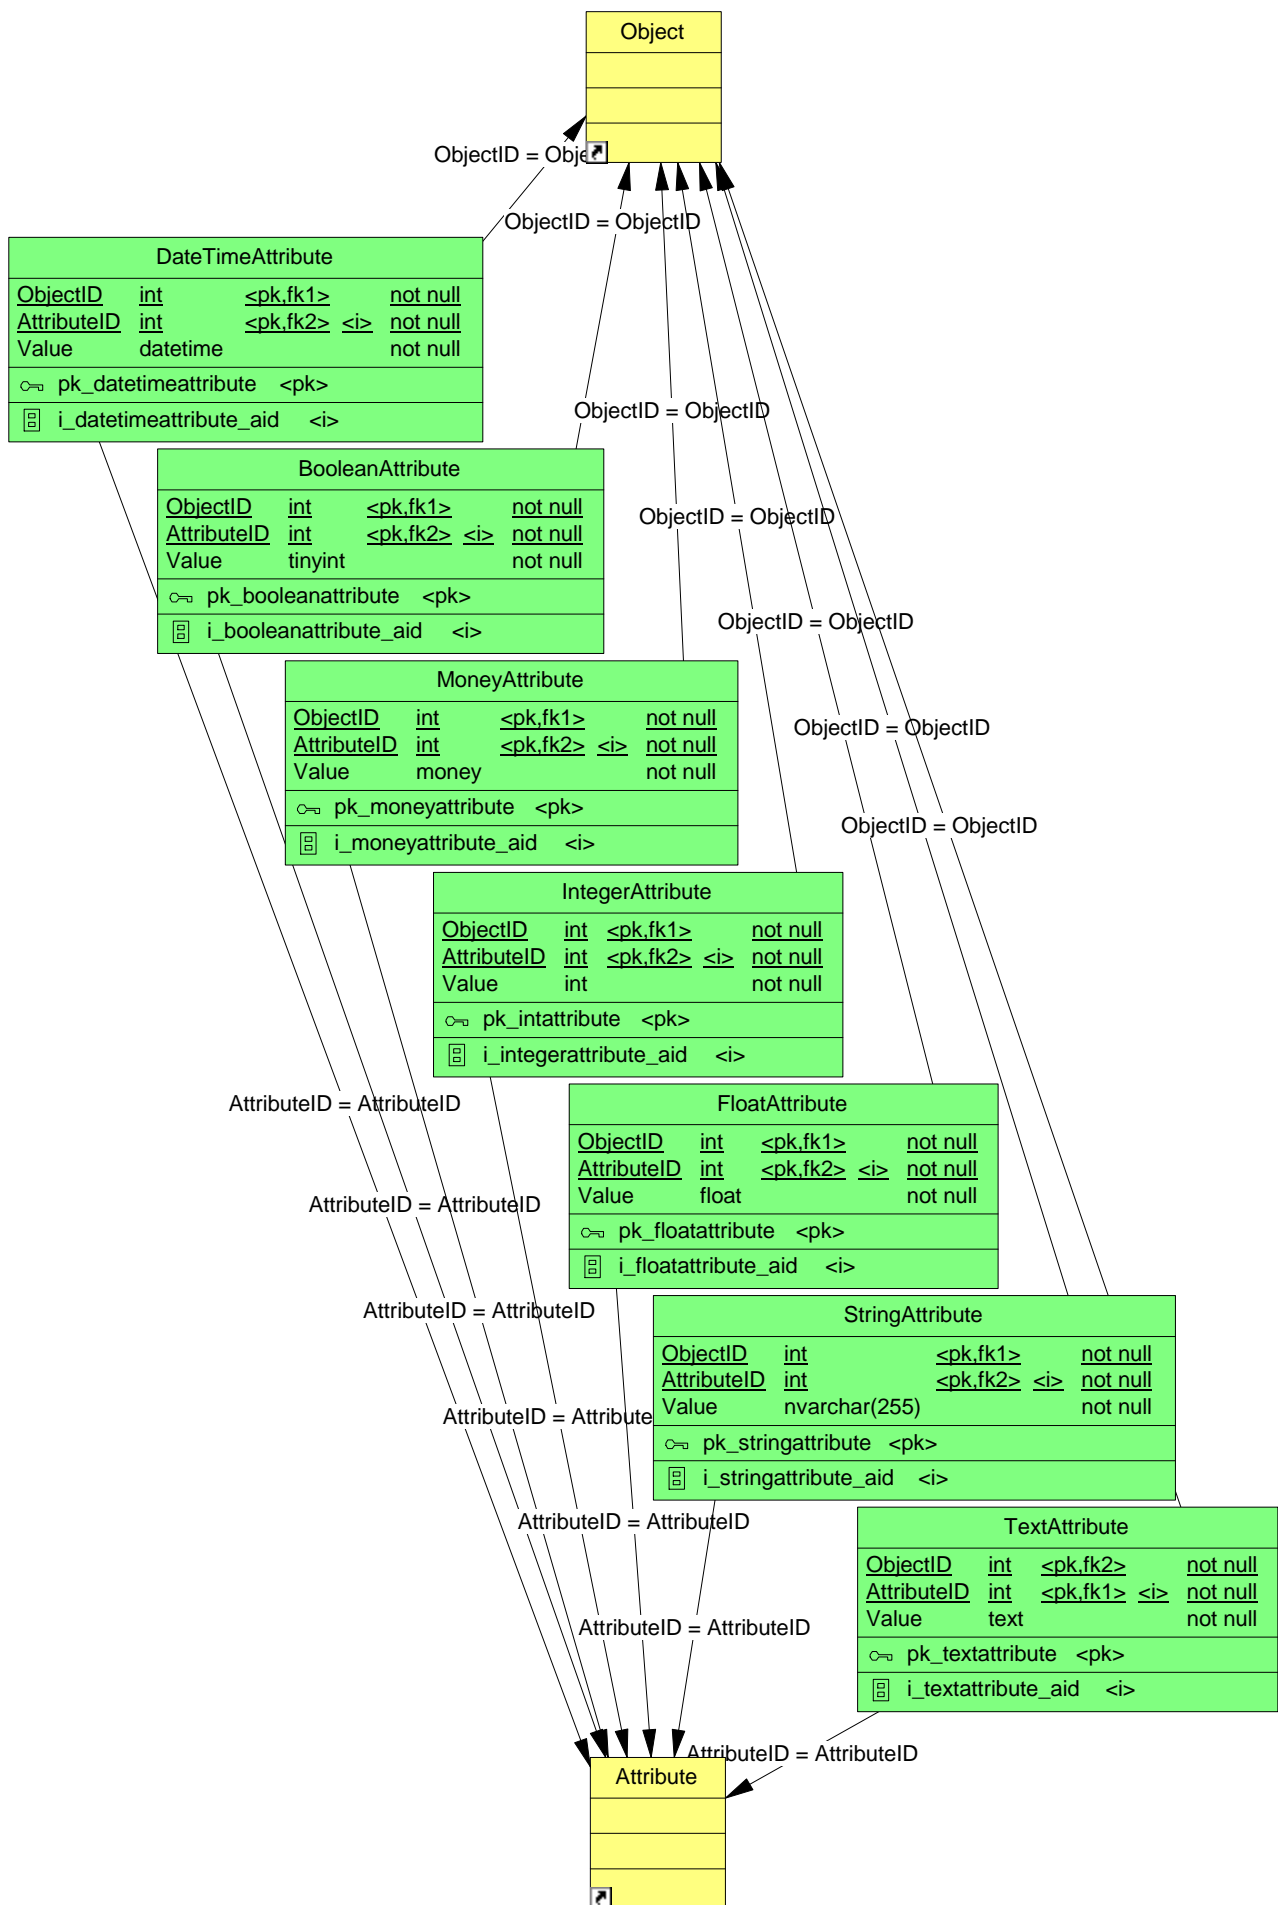 Object
ObjectID = Obje
ObjectID = ObjectID
DateTimeAttribute
ObjectID int <pk,fk1> not null
AttributeID int <pk,fk2> <i> not null
Value datetime not null
pk_datetimeattribute <pk>
i_datetimeattribute_aid <i>
ObjectID = ObjectID
BooleanAttribute
ObjectID int <pk,fk1> not null
AttributeID int <pk,fk2> <i> not null
Value tinyint not null
pk_booleanattribute <pk>
i_booleanattribute_aid <i>
ObjectID = ObjectID
ObjectID = ObjectID
MoneyAttribute
ObjectID int <pk,fk1> not null
AttributeID int <pk,fk2> <i> not null
Value money not null
pk_moneyattribute <pk>
i_moneyattribute_aid <i>
ObjectID = ObjectID
ObjectID = ObjectID
IntegerAttribute
ObjectID int <pk,fk1> not null
AttributeID int <pk,fk2> <i> not null
Value int not null
pk_intattribute <pk>
i_integerattribute_aid <i>
AttributeID = AttributeID
FloatAttribute
ObjectID int <pk,fk1> not null
AttributeID int <pk,fk2> <i> not null
Value float not null
pk_floatattribute <pk>
i_floatattribute_aid <i>
AttributeID = AttributeID
AttributeID = AttributeID
StringAttribute
ObjectID int <pk,fk1> not null
AttributeID int <pk,fk2> <i> not null
Value nvarchar(255) not null
pk_stringattribute <pk>
i_stringattribute_aid <i>
AttributeID = Attribute
AttributeID = AttributeID
TextAttribute
ObjectID int <pk,fk2> not null
AttributeID int <pk,fk1> <i> not null
Value text not null
pk_textattribute <pk>
i_textattribute_aid <i>
AttributeID = AttributeID
AttributeID = AttributeID
Attribute